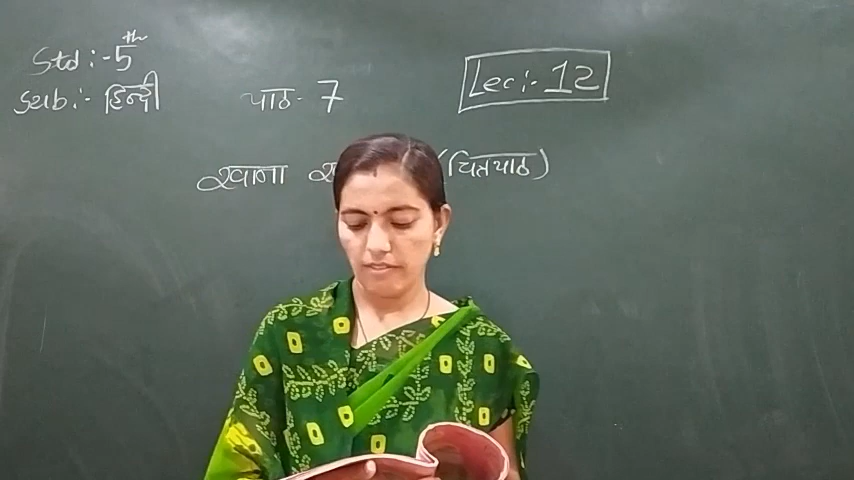 Std :- 5th
Sub :- हिन्दी
पाठ - 7
Lec :- 12
खाना (चित्रपाठ)